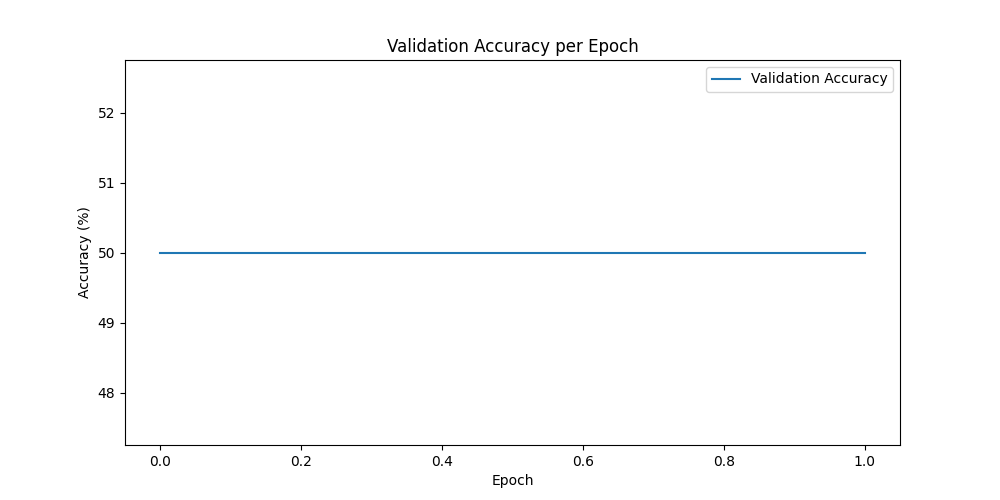 Validation Accuracy per Epoch
Validation Accuracy
52
51
50
49
48
Accuracy (%)
0.0 0.2 0.4 0.6 0.8 1.0
Epoch